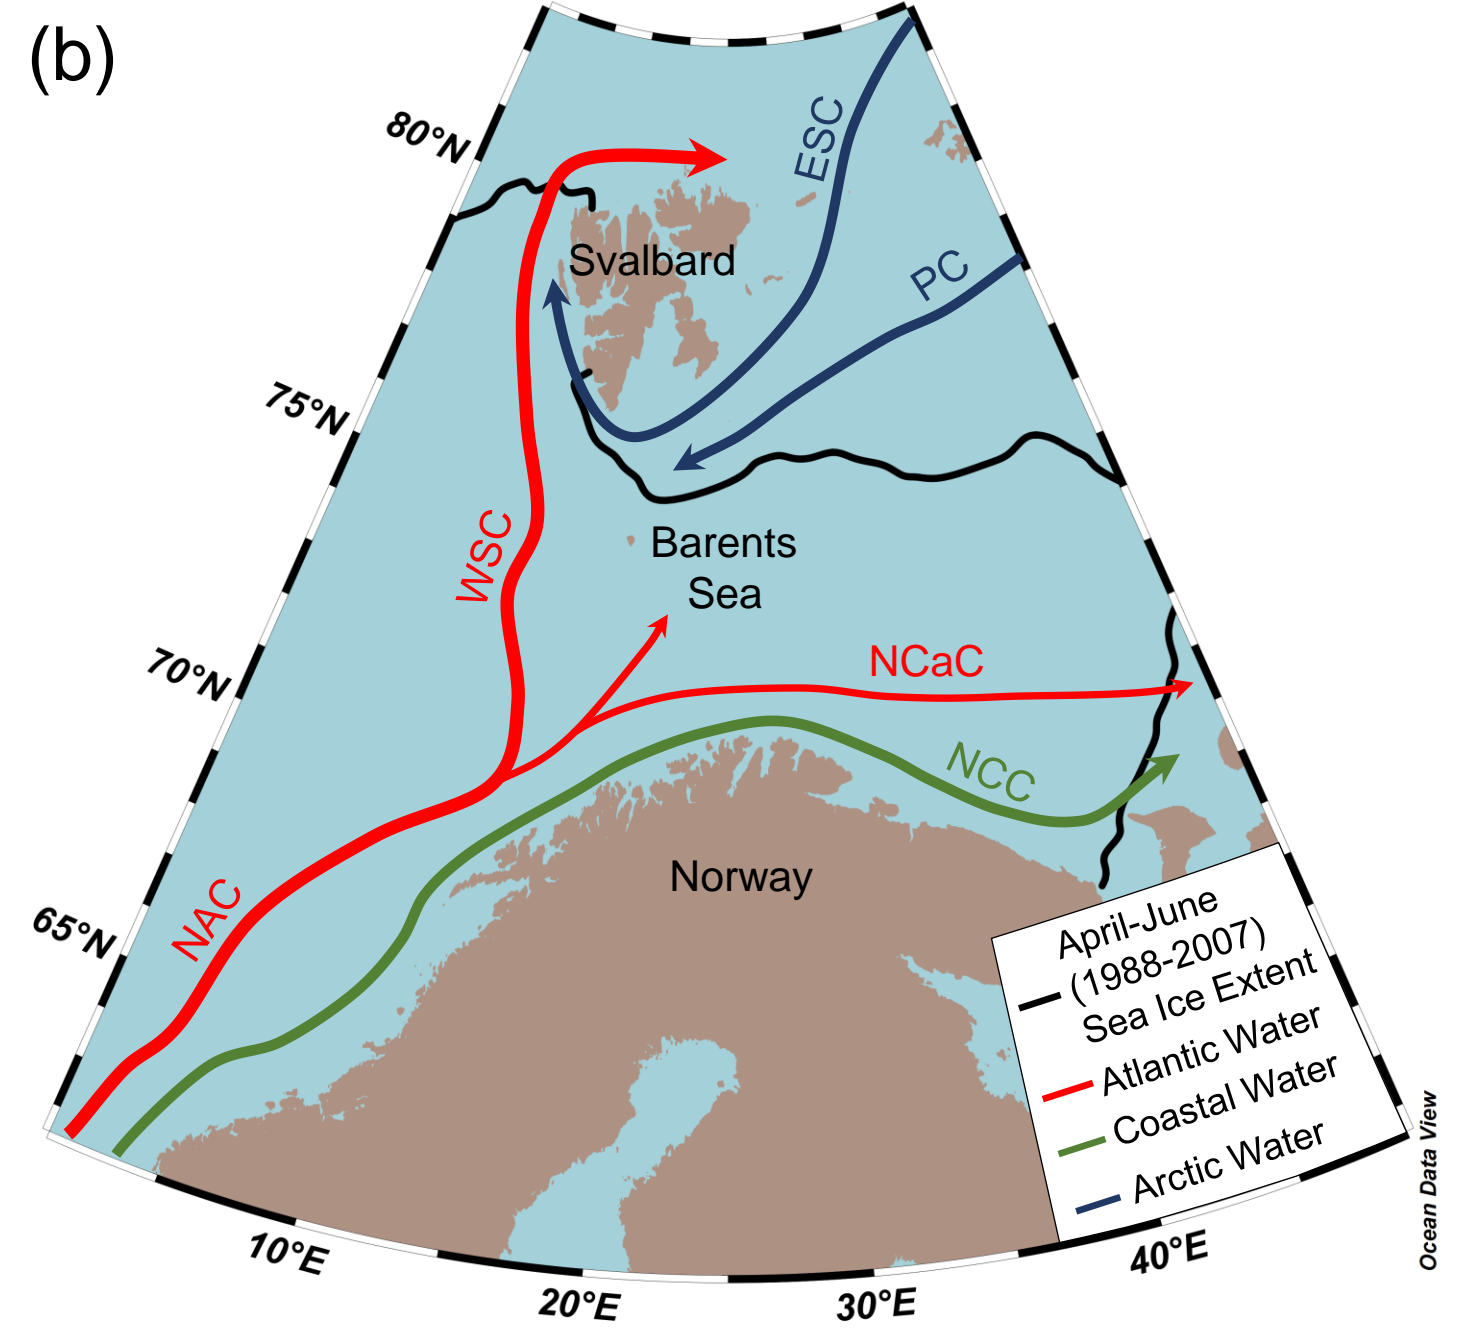 (b)
80°N
75°N
70°N
65°N
10°E
20°E
30°E
40°E
ESC
PC
Svalbard
WSC
Barents
Sea
NCaC
NCC
NAC
Norway
April-June
(1988-2007)
Sea Ice Extent
Atlantic Water
Coastal Water
Arctic Water
Ocean Data View